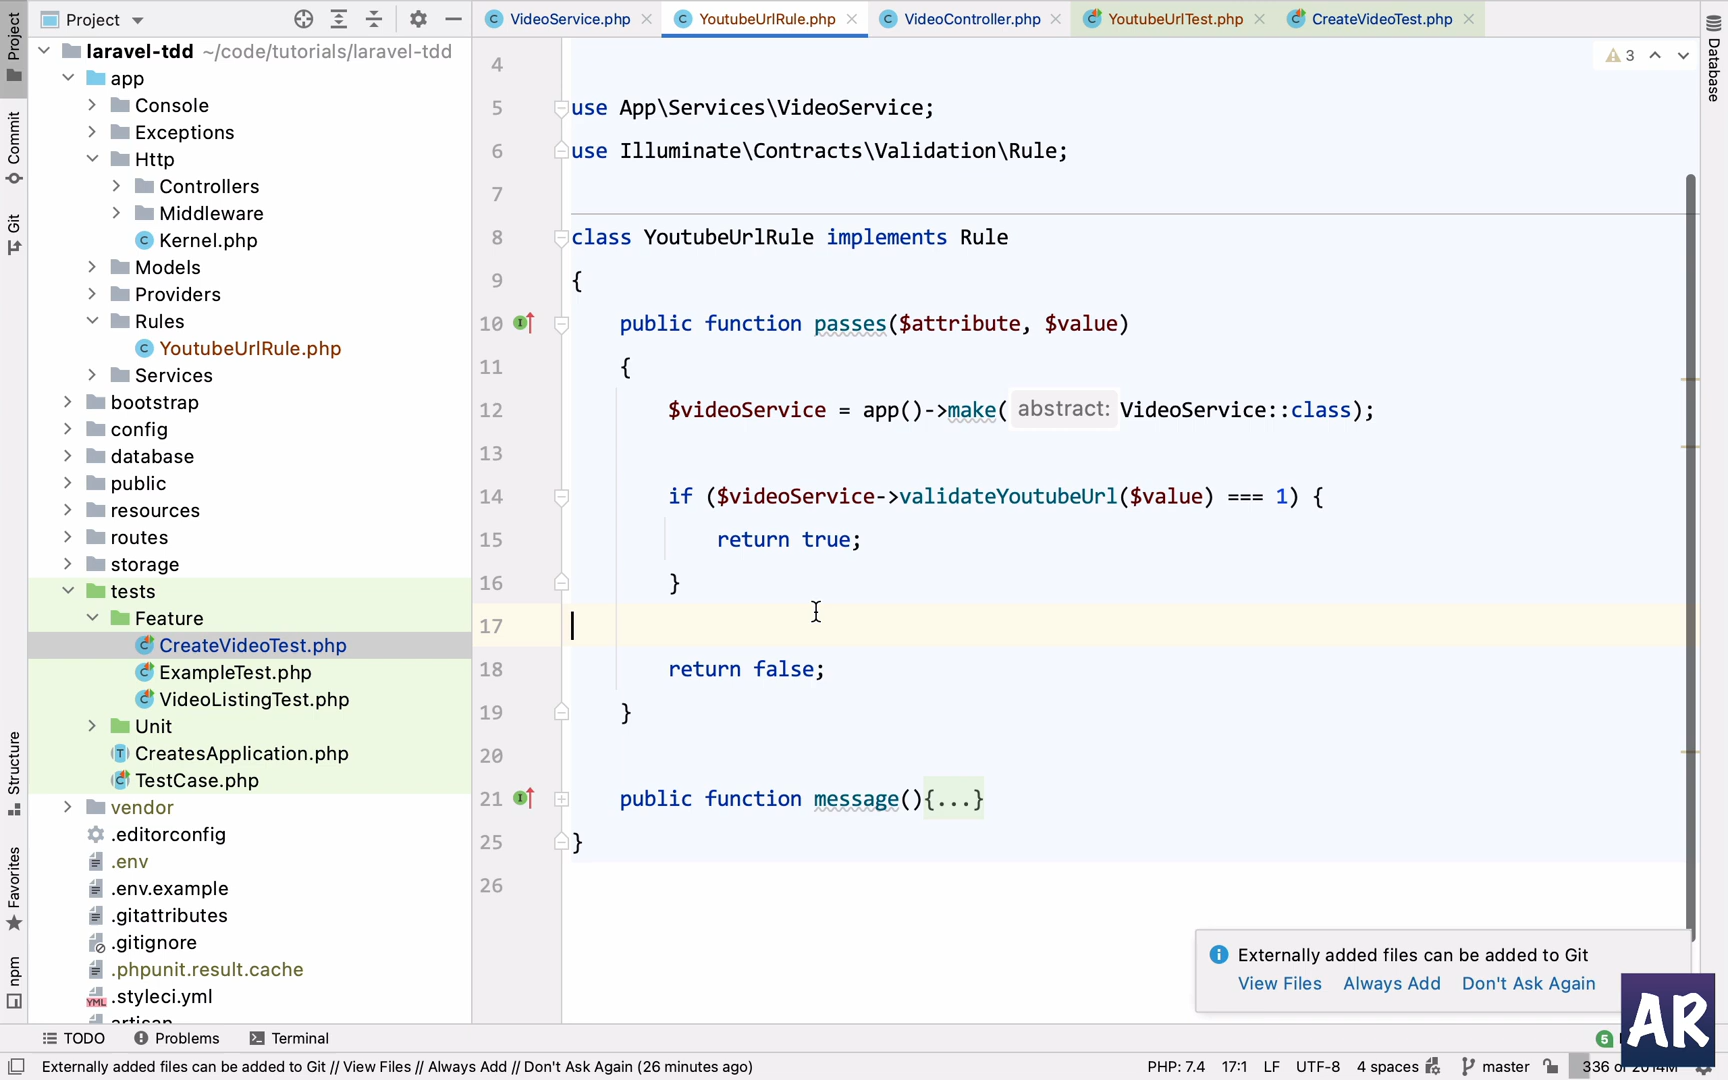 Project
VideoService.php
YoutubeUrlRule.php
VideoController.php
YoutubeUrlTest.php
CreateVideoTest.php
Project
Commit
Git
Structure
Favorites
npm
Database
laravel-tdd ~/code/tutorials/laravel-tdd
app
Console
Exceptions
Http
Controllers
Middleware
Kernel.php
Models
Providers
Rules
YoutubeUrlRule.php
Services
bootstrap
config
database
public
resources
routes
storage
tests
Feature
CreateVideoTest.php
ExampleTest.php
VideoListingTest.php
Unit
CreatesApplication.php
TestCase.php
vendor
.editorconfig
.env
.env.example
.gitattributes
.gitignore
.phpunit.result.cache
.styleci.yml
artisan
3
4
5 use App\Services\VideoService;
6 use Illuminate\Contracts\Validation\Rule;
7
8 class YoutubeUrlRule implements Rule
9 {
10 public function passes($attribute, $value)
11 {
12 $videoService = app()->make( abstract: VideoService::class);
13
14 if ($videoService->validateYoutubeUrl($value) === 1) {
15 return true;
16 }
17
18 return false;
19 }
20
21 public function message(){...}
25 }
26
Externally added files can be added to Git
View Files Always Add Don't Ask Again
AR
TODO Problems Terminal
5
Externally added files can be added to Git // View Files // Always Add // Don't Ask Again (26 minutes ago)
PHP: 7.4 17:1 LF UTF-8 4 spaces master 336 of 2014M